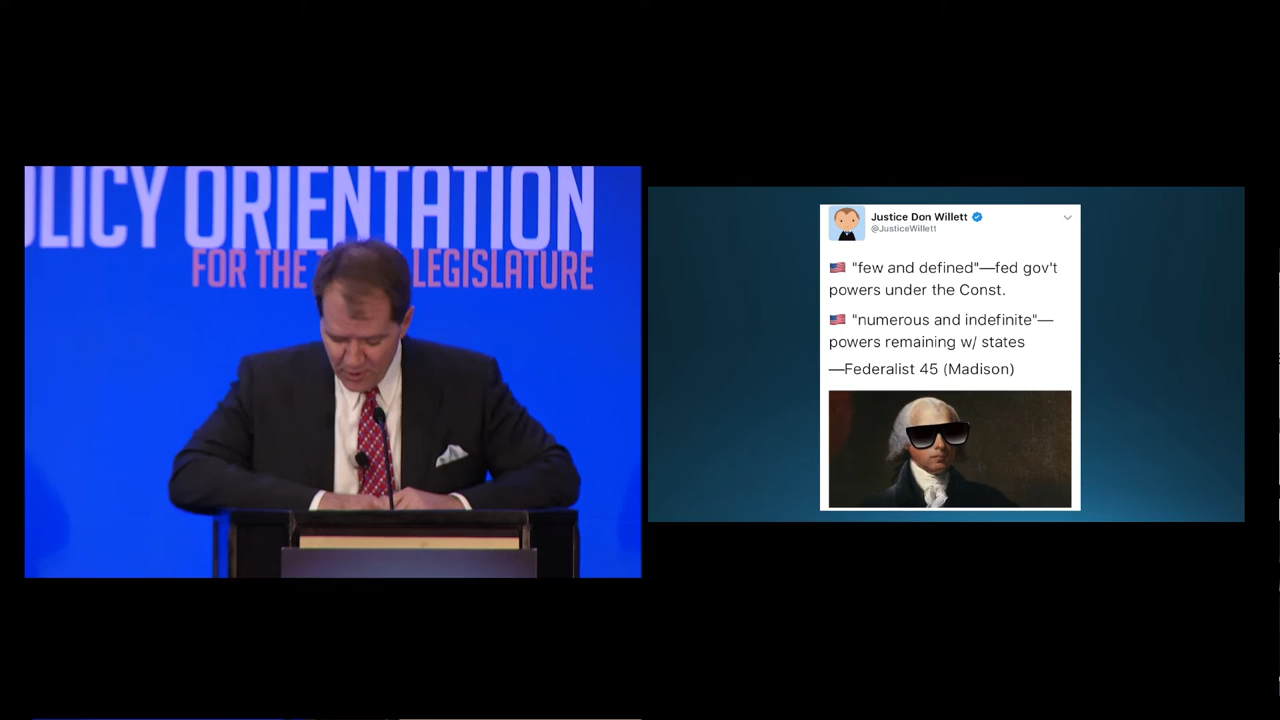 ORIENTATION
FOR THE LEGISLATURE
Justice Don Willett
@JusticeWillett
🇺🇸 "few and defined"—fed gov't
powers under the Const.
🇺🇸 "numerous and indefinite"—
powers remaining w/ states
—Federalist 45 (Madison)